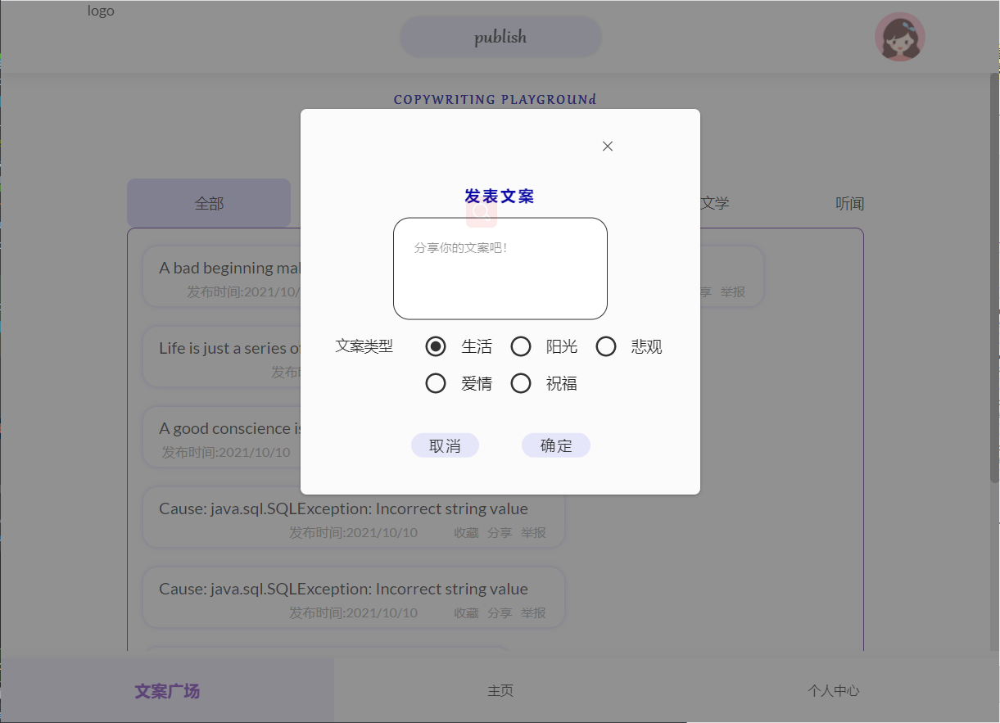 logo
publish
COPYWRITING PLAYGROUNd
发表文案
全部
文学
听闻
分享你的文案吧！
A bad beginning ma
发布时间:2021/10/
享 举报
文案类型 生活 阳光 悲观
爱情 祝福
Life is just a series o
发布
取消 确定
A good conscience is
发布时间:2021/10/10
Cause: java.sql.SQLException: Incorrect string value
发布时间:2021/10/10 收藏 分享 举报
Cause: java.sql.SQLException: Incorrect string value
发布时间:2021/10/10 收藏 分享 举报
文案广场 主页 个人中心